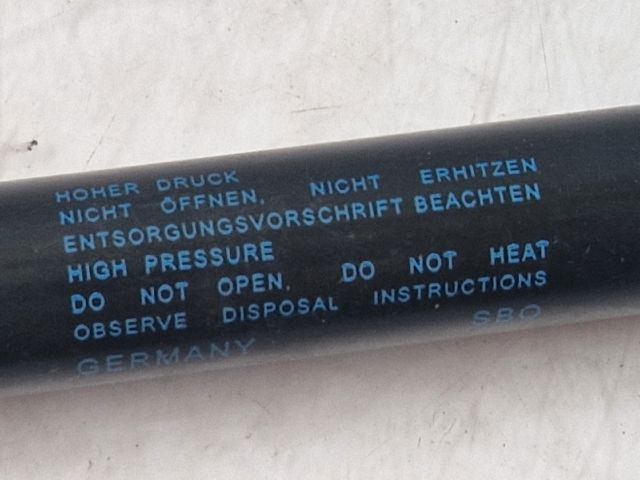 HOHER DRUCK
NICHT ÖFFNEN, NICHT ERHITZEN
ENTSORGUNGSVORSCHRIFT BEACHTEN
HIGH PRESSURE
DO NOT OPEN. DO NOT HEAT
OBSERVE DISPOSAL INSTRUCTIONS
GERMANY SBO